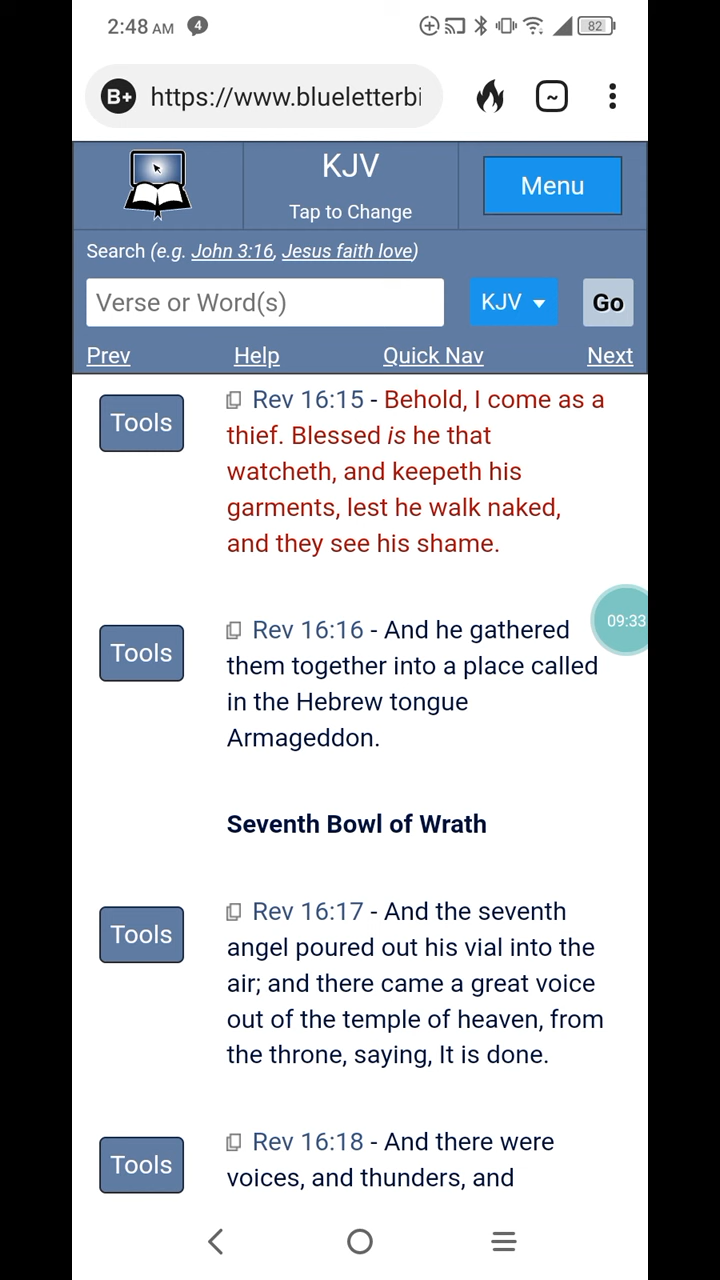 2:48 AM 4 82
B+ https://www.blueletterbi
~
KJV
Tap to Change
Menu
Search (e.g. John 3:16, Jesus faith love)
Verse or Word(s)
KJV
Go
Prev
Help
Quick Nav
Next
Tools
Rev 16:15 - Behold, I come as a
thief. Blessed is he that
watcheth, and keepeth his
garments, lest he walk naked,
and they see his shame.
09:33
Tools
Rev 16:16 - And he gathered
them together into a place called
in the Hebrew tongue
Armageddon.
Seventh Bowl of Wrath
Tools
Rev 16:17 - And the seventh
angel poured out his vial into the
air; and there came a great voice
out of the temple of heaven, from
the throne, saying, It is done.
Tools
Rev 16:18 - And there were
voices, and thunders, and